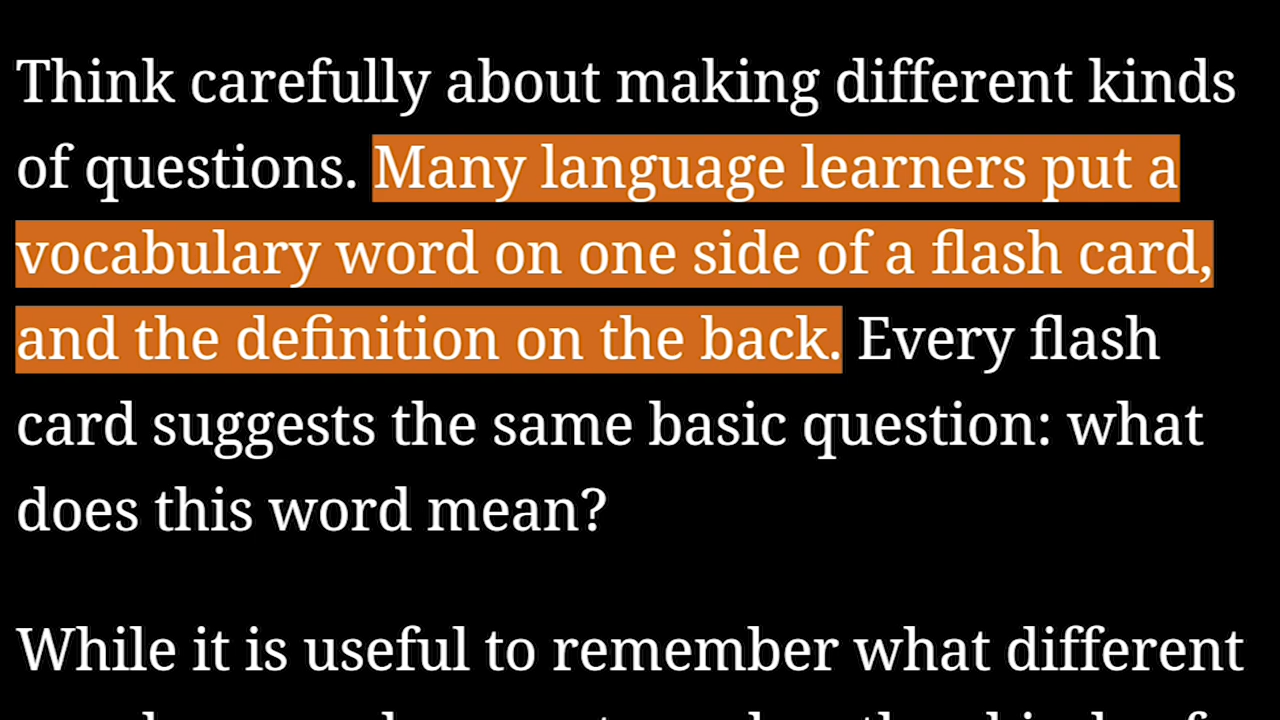 Think carefully about making different kinds
of questions. Many language learners put a
vocabulary word on one side of a flash card,
and the definition on the back. Every flash
card suggests the same basic question: what
does this word mean?
While it is useful to remember what different